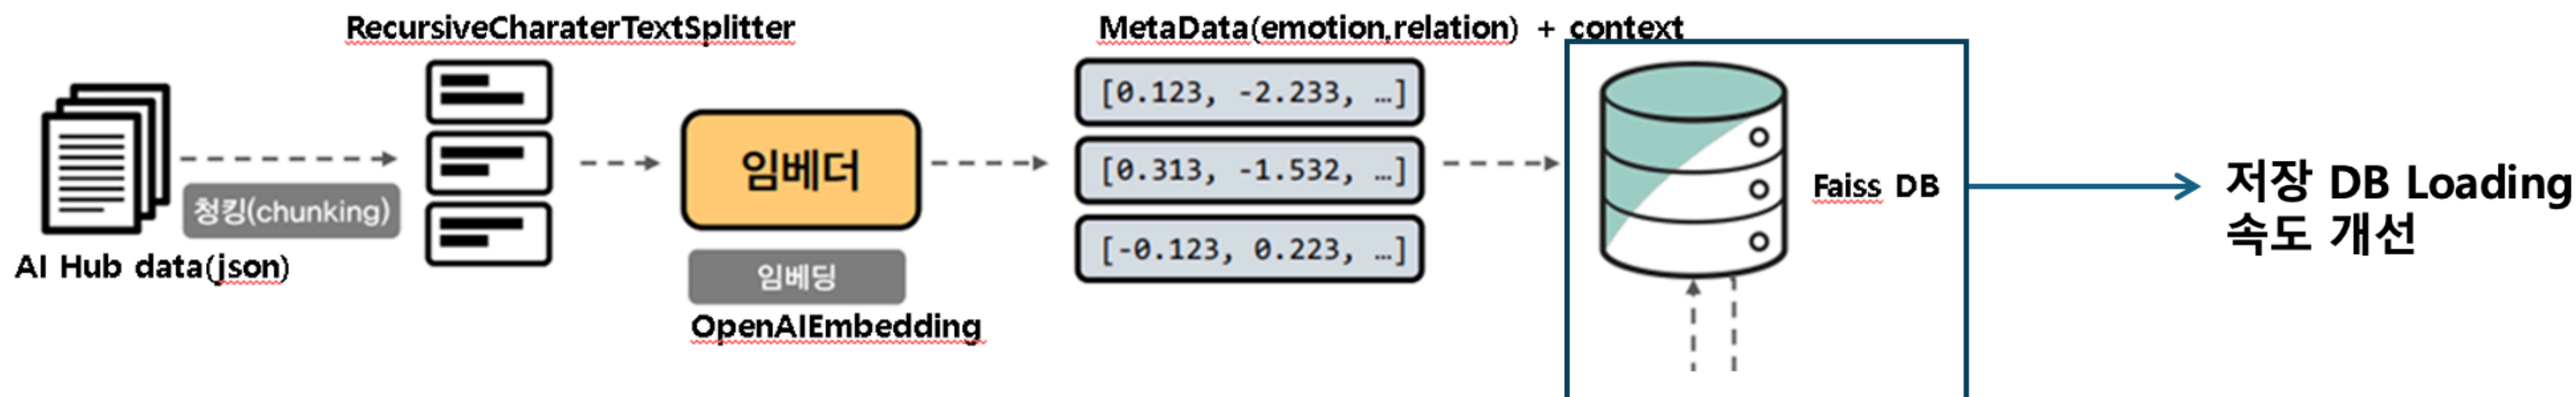 RecursiveCharaterTextSplitter
MetaData(emotion,relation) + context
청킹(chunking)
AI Hub data(json)
임베더
임베딩
OpenAIEmbedding
[0.123, -2.233, …]
[0.313, -1.532, …]
[-0.123, 0.223, …]
Faiss DB
저장 DB Loading
속도 개선